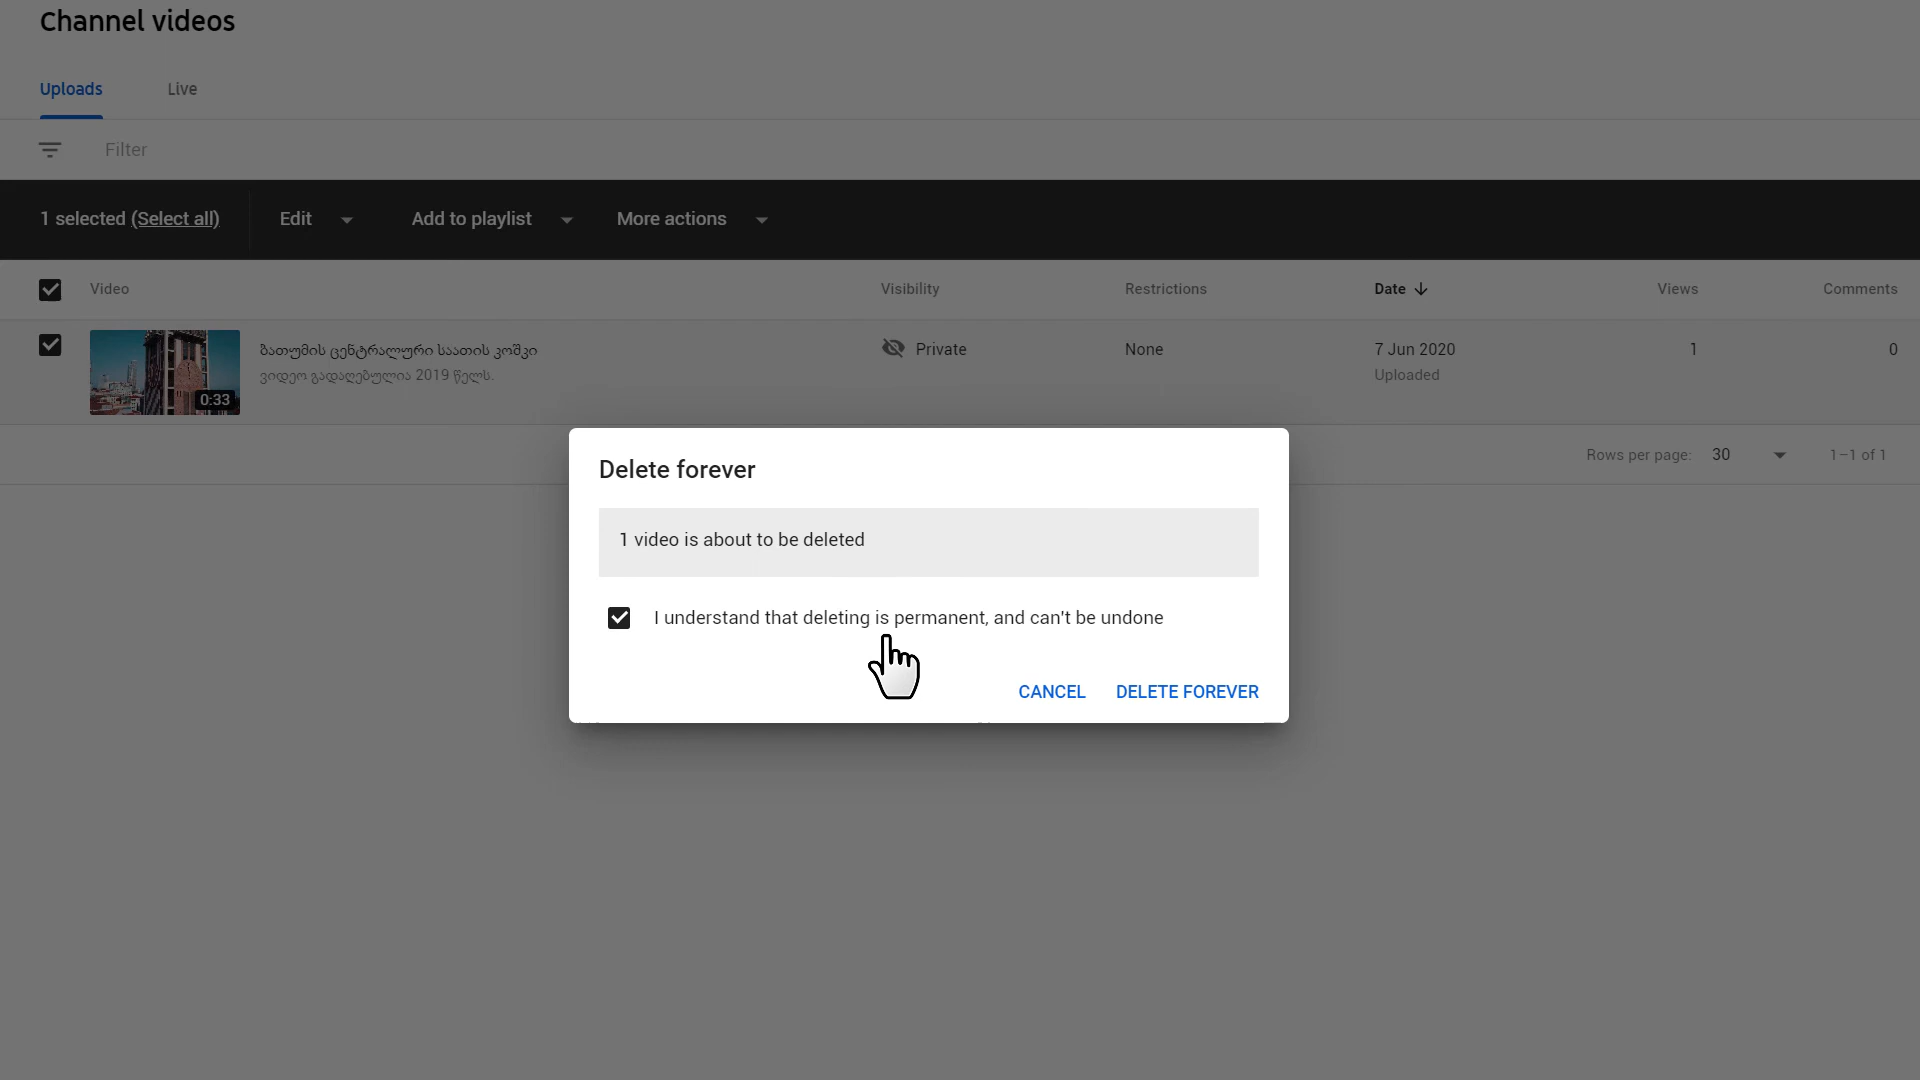 Channel videos
Uploads
Live
Filter
1 selected (Select all)
Edit
Add to playlist
More actions
Video
Visibility
Restrictions
Date
Views
Comments
0:33
ბათუმის ცენტრალური საათის კოშკი
ვიდეო გადაღებულია 2019 წელს.
Private
None
7 Jun 2020
Uploaded
1
0
Rows per page: 30
1–1 of 1
Delete forever
1 video is about to be deleted
I understand that deleting is permanent, and can't be undone
CANCEL
DELETE FOREVER